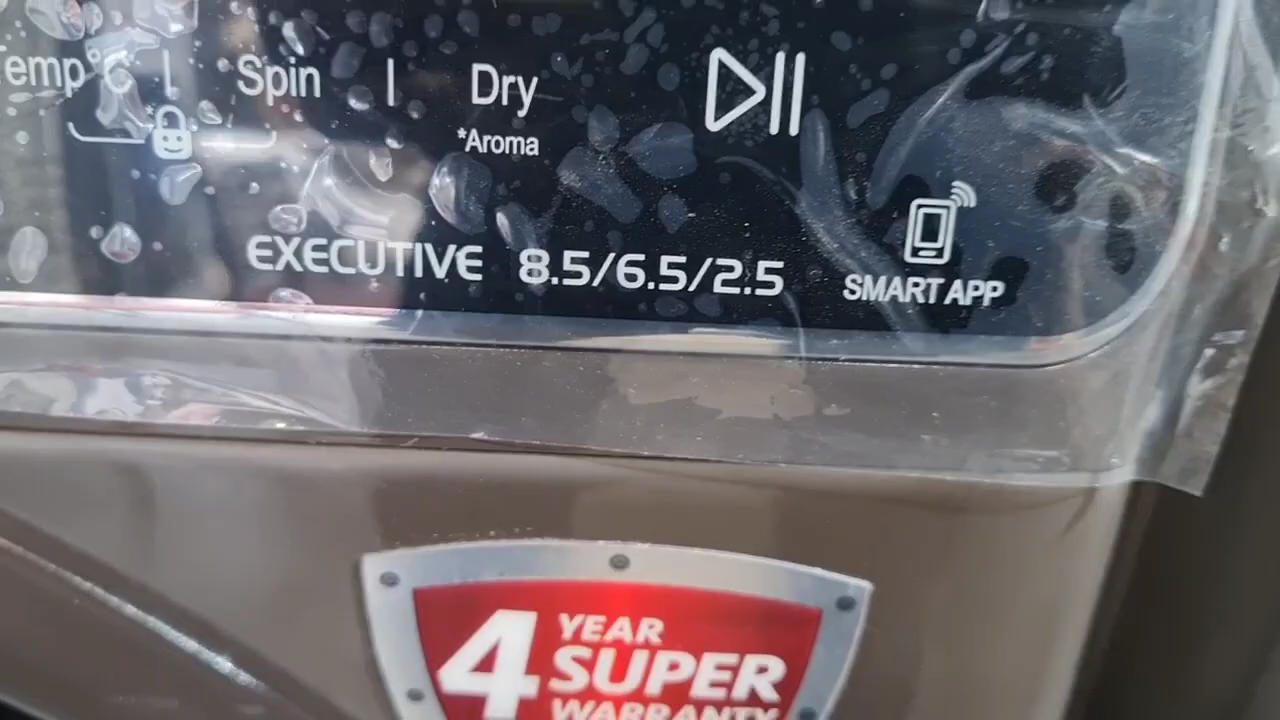 emp°C | Spin | Dry
*Aroma
EXECUTIVE 8.5/6.5/2.5
SMART APP
4 YEAR
SUPER
WARRANTY